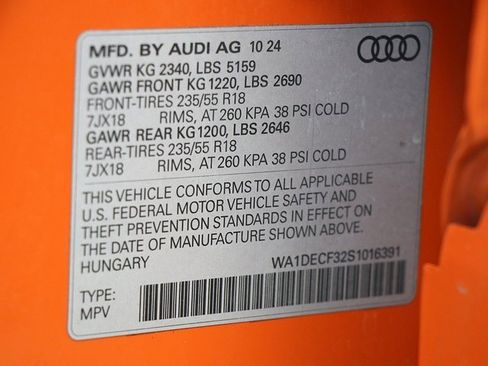 MFD. BY AUDI AG 10 24
GVWR KG 2340, LBS 5159
GAWR FRONT KG 1220, LBS 2690
FRONT-TIRES 235/55 R18
7JX18 RIMS, AT 260 KPA 38 PSI COLD
GAWR REAR KG1200, LBS 2646
REAR-TIRES 235/55 R18
7JX18 RIMS, AT 260 KPA 38 PSI COLD
THIS VEHICLE CONFORMS TO ALL APPLICABLE
U.S. FEDERAL MOTOR VEHICLE SAFETY AND
THEFT PREVENTION STANDARDS IN EFFECT ON
THE DATE OF MANUFACTURE SHOWN ABOVE.
HUNGARY WA1DECF32S1016391
TYPE:
MPV